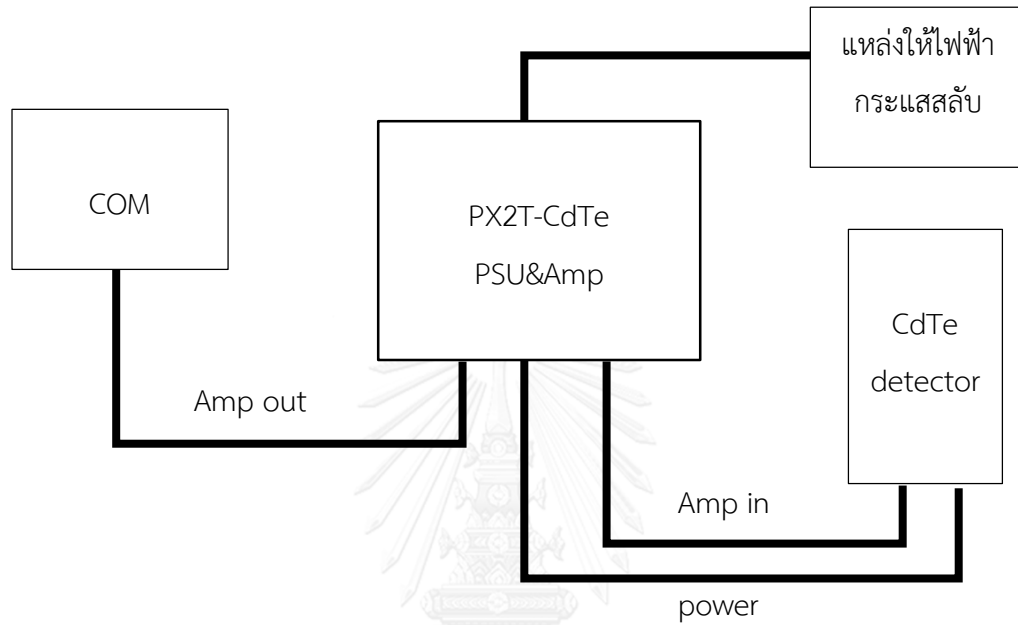 แหล่งให้ไฟฟ้า
กระแสสลับ
COM
PX2T-CdTe
PSU&Amp
CdTe
detector
Amp out
Amp in
power